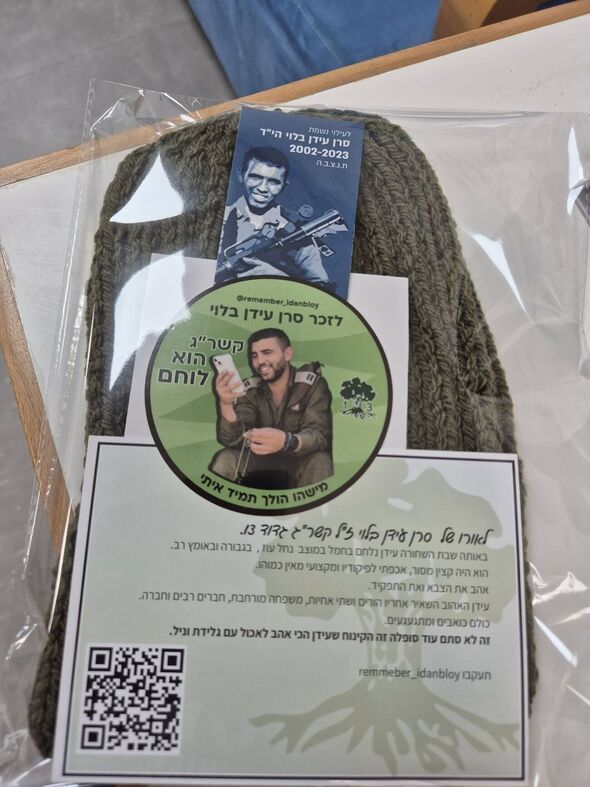 לעילוי נשמת
סרן עידן בלוי הי"ד
2002-2023
ת.נ.צ.ב.ה
@remember_idanbloy
לזכר סרן עידן בלוי
קשר"ג
הוא
לוחם
13
מישהו הולך תמיד איתי
לאורו של סרן עידן בלוי ז"ל קשר"ג גדוד 13.
באותה שבת השחורה עידן נלחם בחמל במוצב נחל עוז, בגבורה ובאומץ רב.
הוא היה קצין מסור, אכפתי לפיקודיו ומקצועי מאין כמוהו.
אהב את הצבא ואת התפקיד.
עידן האהוב השאיר אחריו הורים ושתי אחיות, משפחה מורחבת, חברים רבים וחברה.
כולם כואבים ומתגעגעים.
זה לא סתם עוד סופלה זה הקינוח שעידן הכי אהב לאכול עם גלידת וניל.
תעקבו remmeber_idanbloy